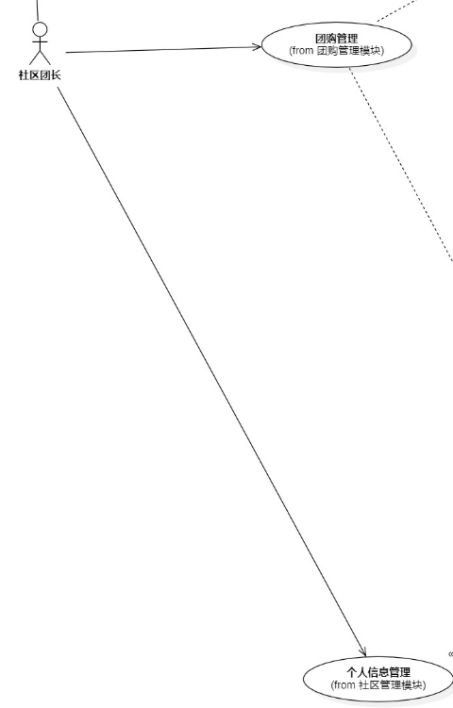 团购管理
(from 团购管理模块)
社区团长
«
个人信息管理
(from 社区管理模块)